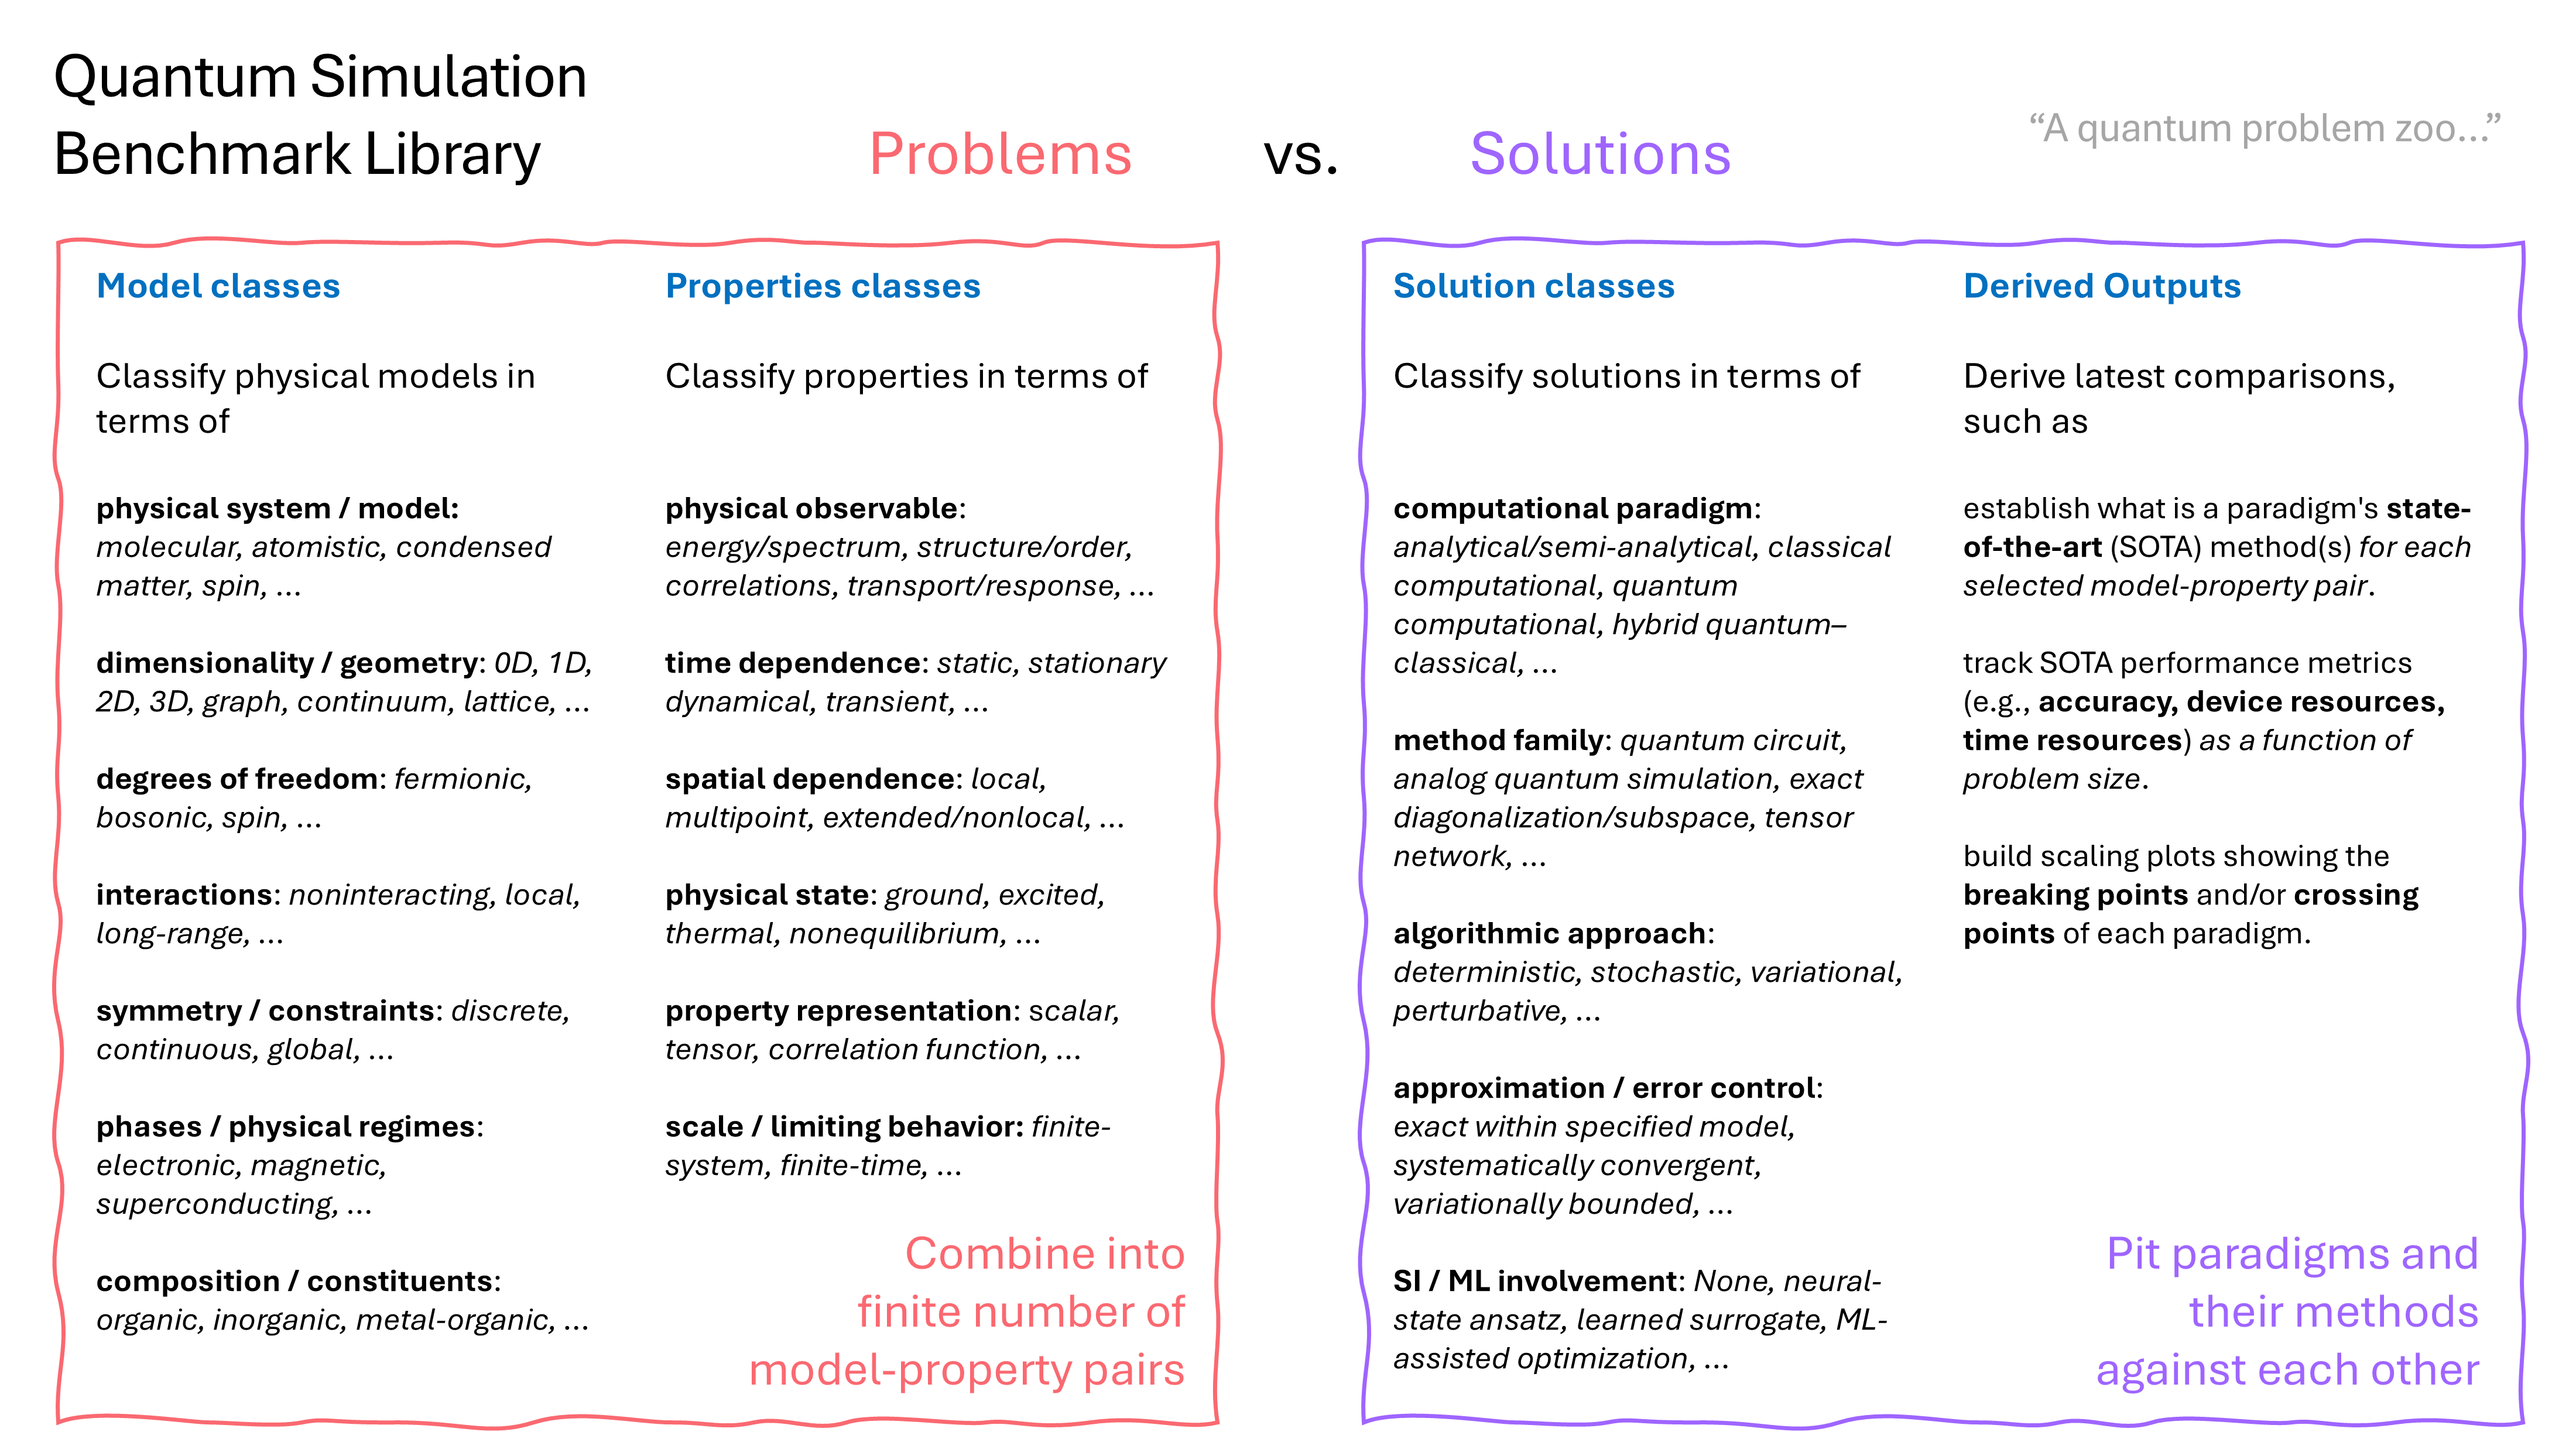 Quantum Simulation
Benchmark Library
Problems
vs.
Solutions
“A quantum problem zoo...”
Model classes
Classify physical models in
terms of
physical system / model:
molecular, atomistic, condensed
matter, spin, ...
dimensionality / geometry: 0D, 1D,
2D, 3D, graph, continuum, lattice, ...
degrees of freedom: fermionic,
bosonic, spin, ...
interactions: noninteracting, local,
long-range, ...
symmetry / constraints: discrete,
continuous, global, ...
phases / physical regimes:
electronic, magnetic,
superconducting, ...
composition / constituents:
organic, inorganic, metal-organic, ...
Properties classes
Classify properties in terms of
physical observable:
energy/spectrum, structure/order,
correlations, transport/response, ...
time dependence: static, stationary
dynamical, transient, ...
spatial dependence: local,
multipoint, extended/nonlocal, ...
physical state: ground, excited,
thermal, nonequilibrium, ...
property representation: scalar,
tensor, correlation function, ...
scale / limiting behavior: finite-
system, finite-time, ...
Combine into
finite number of
model-property pairs
Solution classes
Classify solutions in terms of
computational paradigm:
analytical/semi-analytical, classical
computational, quantum
computational, hybrid quantum–
classical, ...
method family: quantum circuit,
analog quantum simulation, exact
diagonalization/subspace, tensor
network, ...
algorithmic approach:
deterministic, stochastic, variational,
perturbative, ...
approximation / error control:
exact within specified model,
systematically convergent,
variationally bounded, ...
SI / ML involvement: None, neural-
state ansatz, learned surrogate, ML-
assisted optimization, ...
Derived Outputs
Derive latest comparisons,
such as
establish what is a paradigm's state-
of-the-art (SOTA) method(s) for each
selected model-property pair.
track SOTA performance metrics
(e.g., accuracy, device resources,
time resources) as a function of
problem size.
build scaling plots showing the
breaking points and/or crossing
points of each paradigm.
Pit paradigms and
their methods
against each other